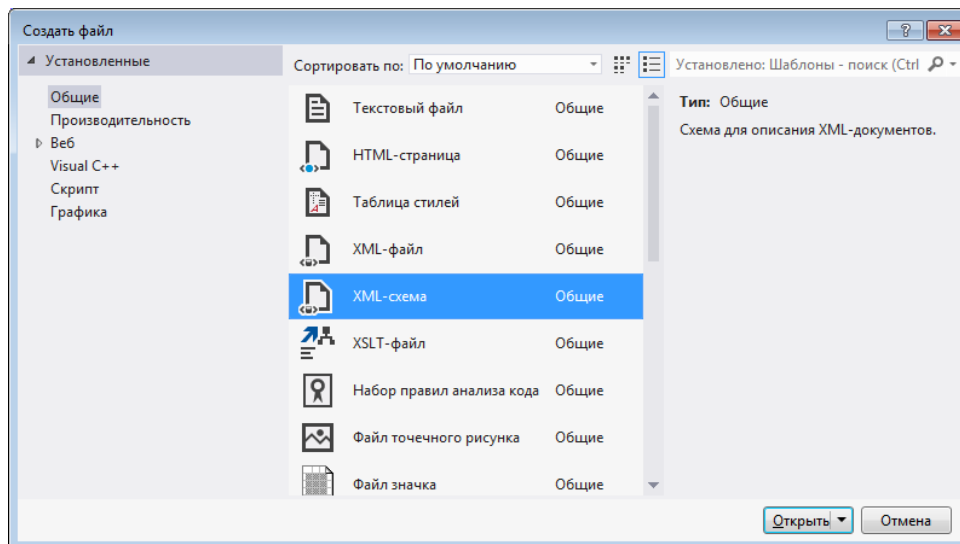 Создать файл
?
Установленные
Сортировать по: По умолчанию
Установлено: Шаблоны - поиск (Ctrl
Общие
Производительность
Веб
Visual C++
Скрипт
Графика
Текстовый файл Общие
HTML-страница Общие
Таблица стилей Общие
XML-файл Общие
XML-схема Общие
XSLT-файл Общие
Набор правил анализа кода Общие
Файл точечного рисунка Общие
Файл значка Общие
Тип: Общие
Схема для описания XML-документов.
Открыть
Отмена